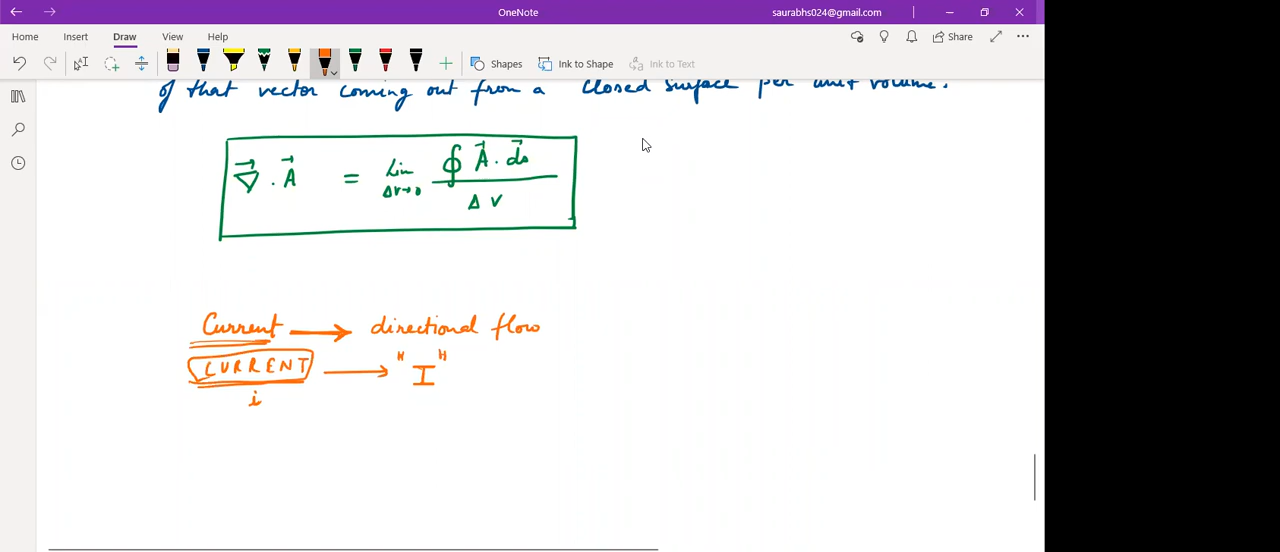 OneNote
saurabhs024@gmail.com
Home Insert Draw View Help
Share
Shapes Ink to Shape Ink to Text
of that vector coming out from a closed surface per unit volume.
∇⃗ . A⃗ = Lim Δv→0 ∮ A⃗ . ds⃗ / Δv
Current → directional flow
CURRENT → "I"
i